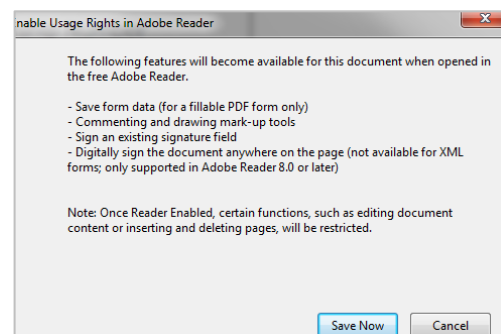 nable Usage Rights in Adobe Reader
The following features will become available for this document when opened in
the free Adobe Reader.
- Save form data (for a fillable PDF form only)
- Commenting and drawing mark-up tools
- Sign an existing signature field
- Digitally sign the document anywhere on the page (not available for XML
forms; only supported in Adobe Reader 8.0 or later)
Note: Once Reader Enabled, certain functions, such as editing document
content or inserting and deleting pages, will be restricted.
Save Now Cancel